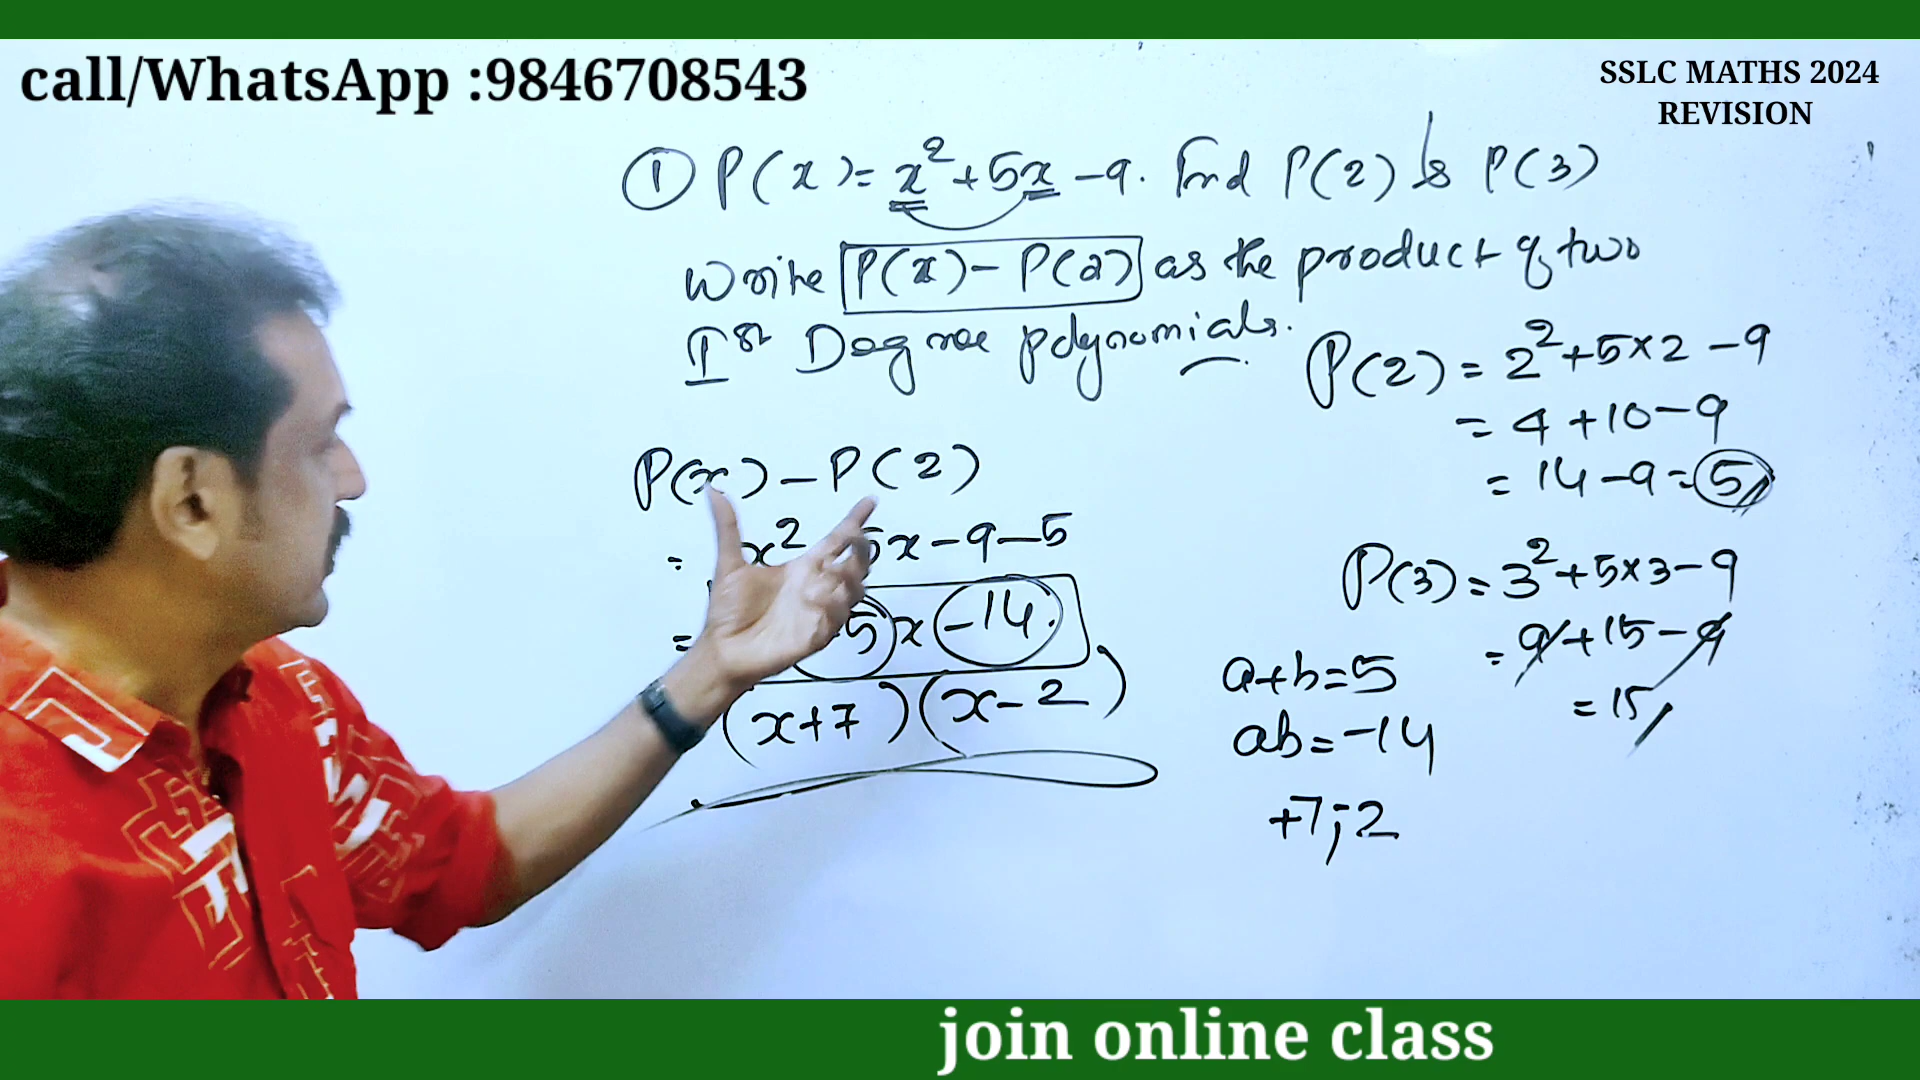 call/WhatsApp :9846708543
SSLC MATHS 2024
REVISION
① P(x)= x²+5x-9. Find P(2) & P(3)
Write P(x)- P(2) as the product of two
Ist Degree polynomials.
P(2) = 2²+5×2 -9
= 4 +10-9
= 14 -9 = 5
P(x) - P(2)
= x² 5x-9-5
= 5x -14.
(x+7)(x-2)
P(3) = 3²+5×3-9
= 9+15-9
= 15
a+b=5
ab=-14
+7;-2
join online class